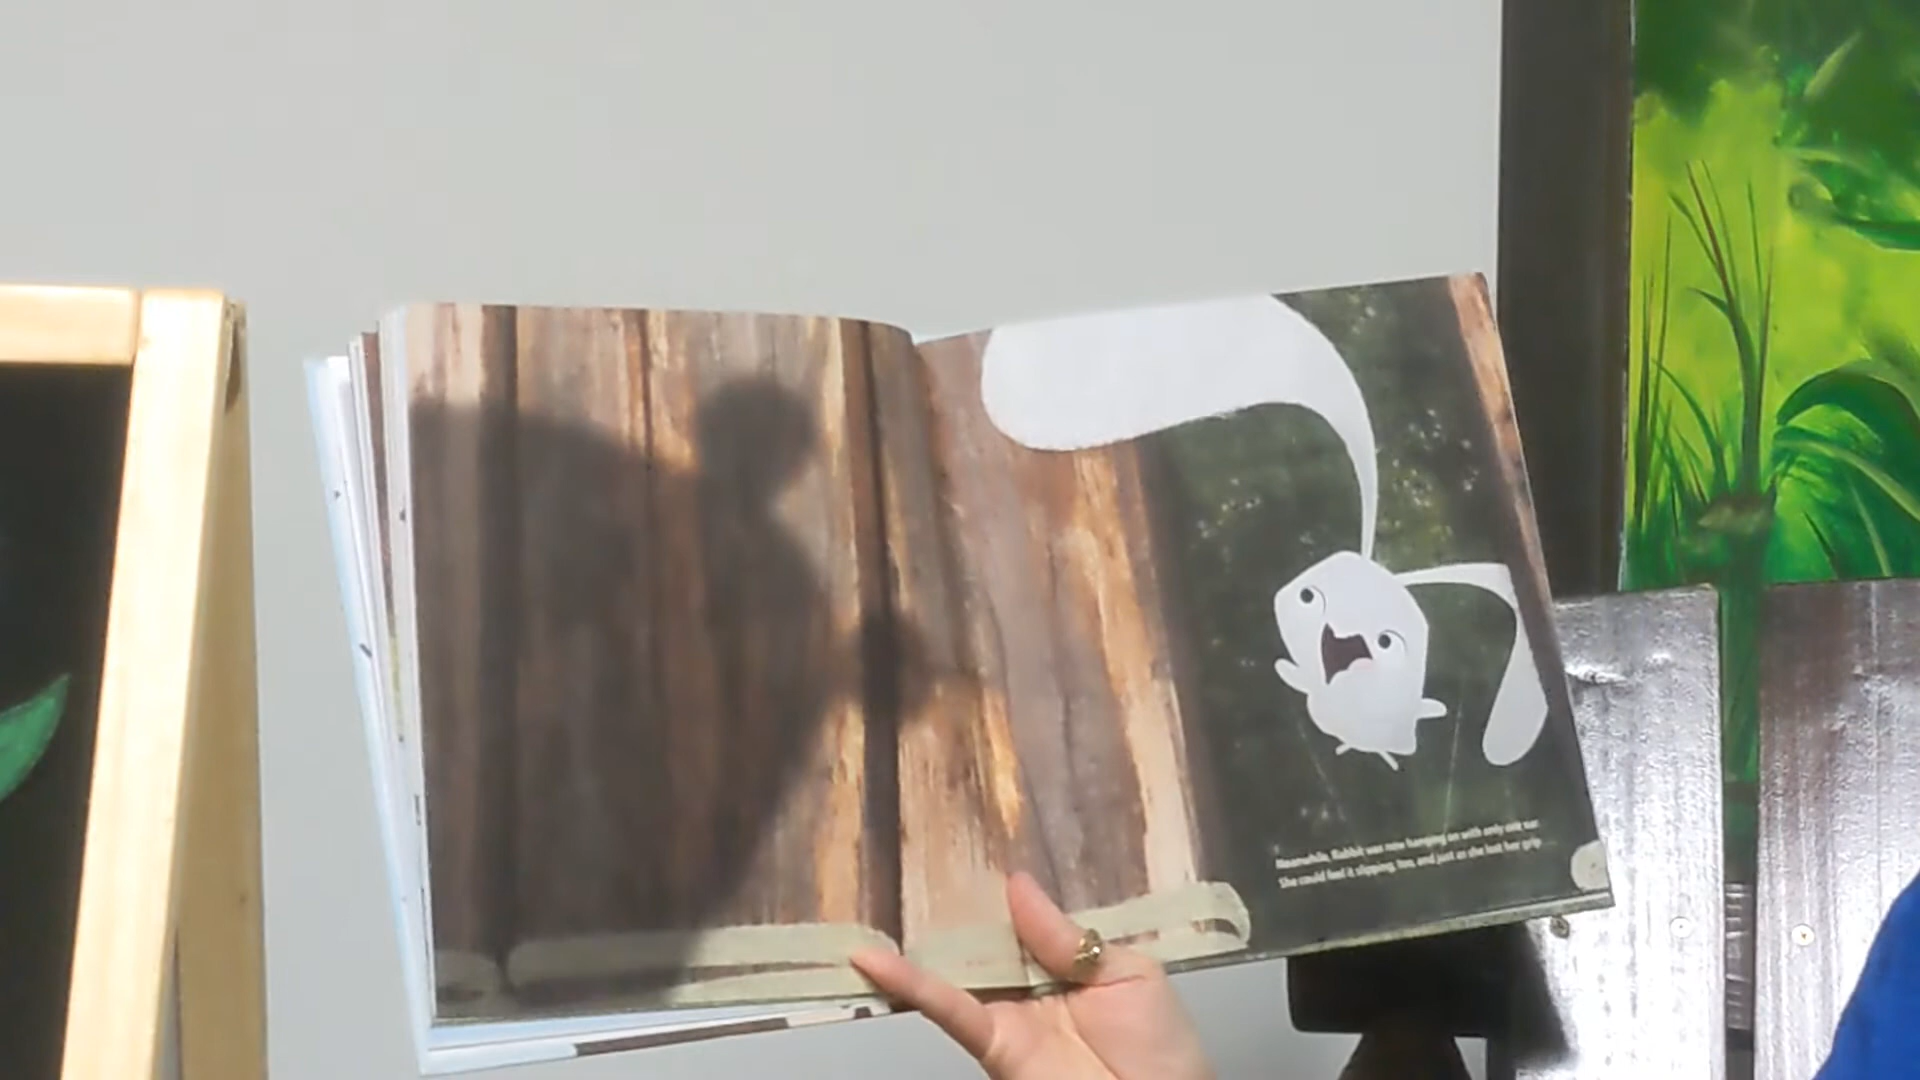 Meanwhile, Rabbit was now hanging on with only one ear.
She could feel it slipping, too, and just as she lost her grip